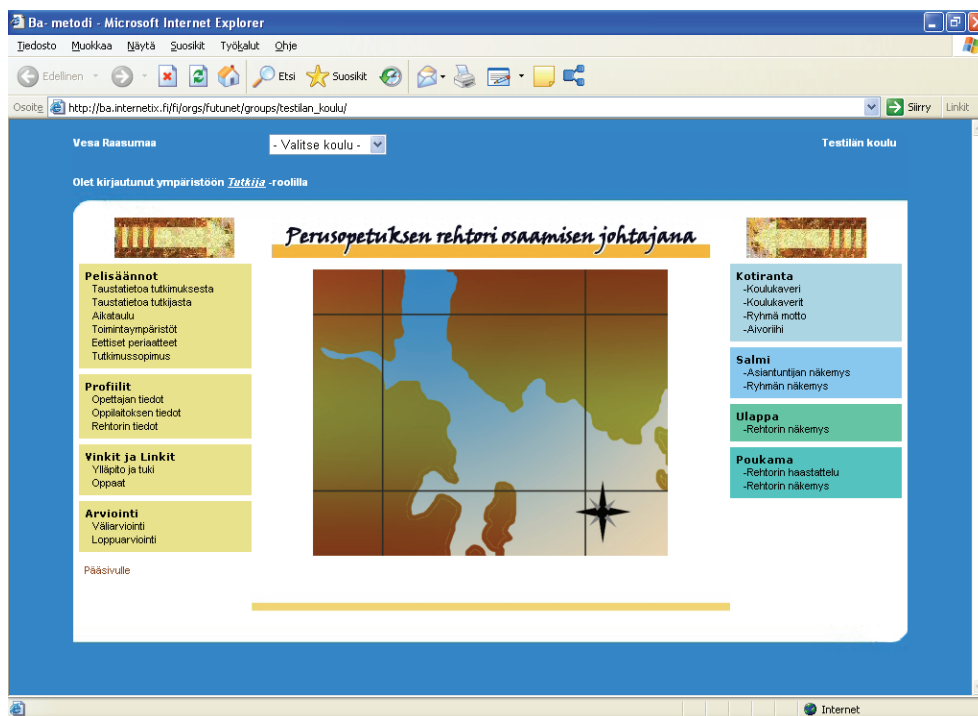 Ba- metodi - Microsoft Internet Explorer
Tiedosto Muokkaa Näytä Suosikit Työkalut Ohje
Edellinen Etsi Suosikit
Osoite http://ba.internetix.fi/fi/orgs/futunet/groups/testilan_koulu/ Siirry Linkit
Vesa Raasumaa - Valitse koulu - Testilän koulu
Olet kirjautunut ympäristöön Tutkija -roolilla
Perusopetuksen rehtori osaamisen johtajana
Pelisäännot
Taustatietoa tutkimuksesta
Taustatietoa tutkijasta
Aikataulu
Toimintaympäristöt
Eettiset periaatteet
Tutkimussopimus
Profiilit
Opettajan tiedot
Oppilaitoksen tiedot
Rehtorin tiedot
Vinkit ja Linkit
Ylläpito ja tuki
Oppaat
Arviointi
Väliarviointi
Loppuarviointi
Pääsivulle
Kotiranta
-Koulukaveri
-Koulukaverit
-Ryhmä motto
-Aivoriihi
Salmi
-Asiantuntijan näkemys
-Ryhmän näkemys
Ulappa
-Rehtorin näkemys
Poukama
-Rehtorin haastattelu
-Rehtorin näkemys
Internet